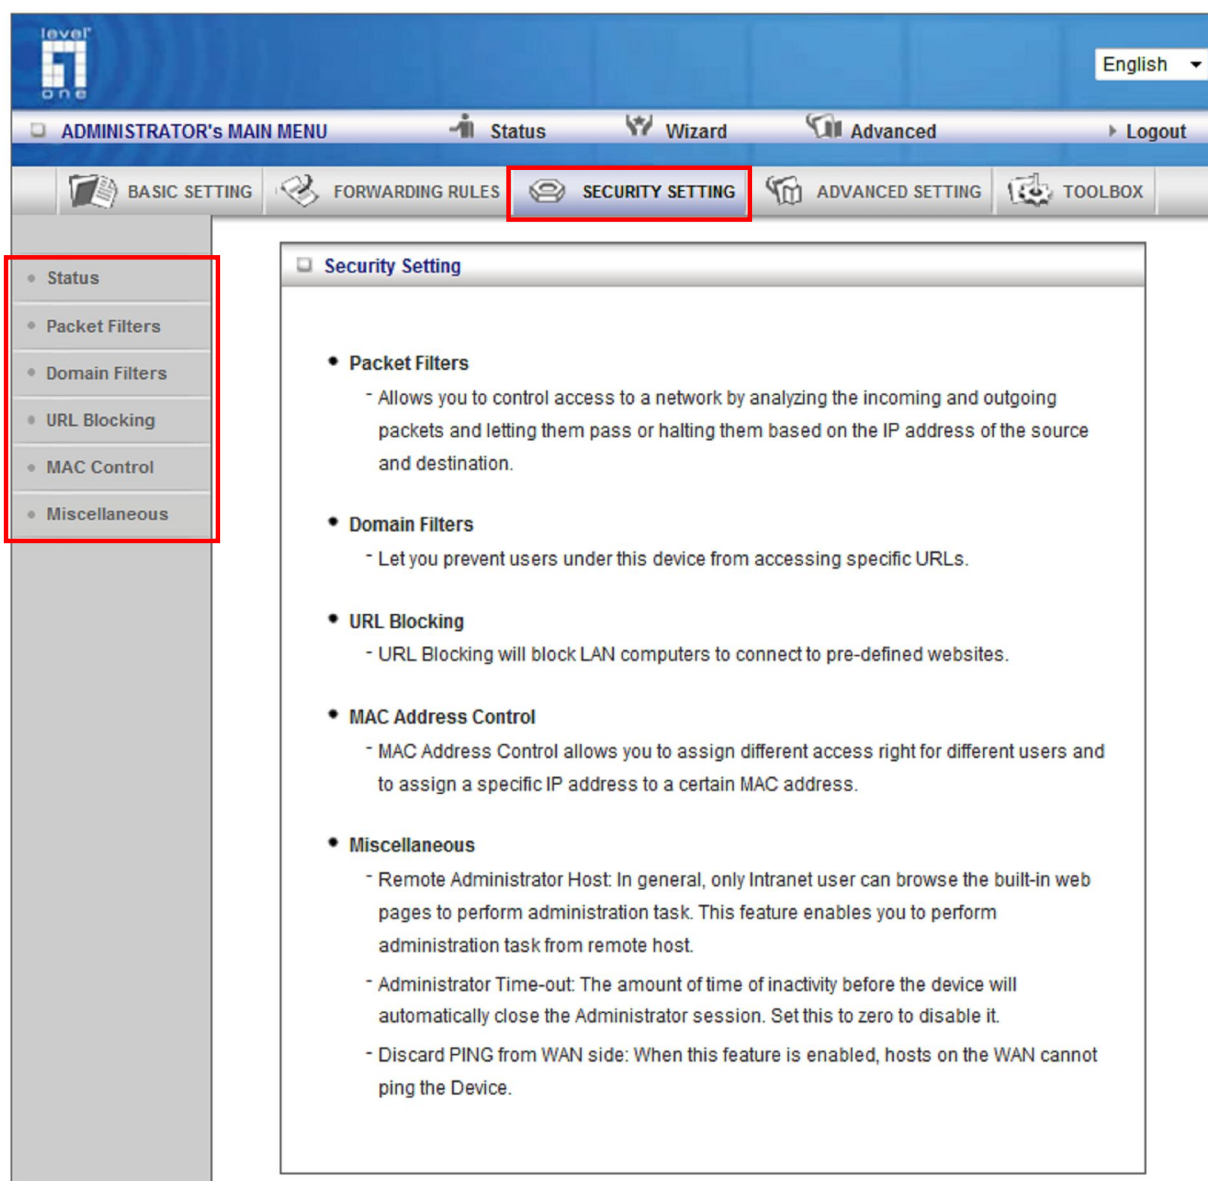 level
one
English
ADMINISTRATOR's MAIN MENU
Status
Wizard
Advanced
Logout
BASIC SETTING
FORWARDING RULES
SECURITY SETTING
ADVANCED SETTING
TOOLBOX
Status
Packet Filters
Domain Filters
URL Blocking
MAC Control
Miscellaneous
Security Setting
Packet Filters
- Allows you to control access to a network by analyzing the incoming and outgoing
packets and letting them pass or halting them based on the IP address of the source
and destination.
Domain Filters
- Let you prevent users under this device from accessing specific URLs.
URL Blocking
- URL Blocking will block LAN computers to connect to pre-defined websites.
MAC Address Control
- MAC Address Control allows you to assign different access right for different users and
to assign a specific IP address to a certain MAC address.
Miscellaneous
- Remote Administrator Host: In general, only Intranet user can browse the built-in web
pages to perform administration task. This feature enables you to perform
administration task from remote host.
- Administrator Time-out: The amount of time of inactivity before the device will
automatically close the Administrator session. Set this to zero to disable it.
- Discard PING from WAN side: When this feature is enabled, hosts on the WAN cannot
ping the Device.